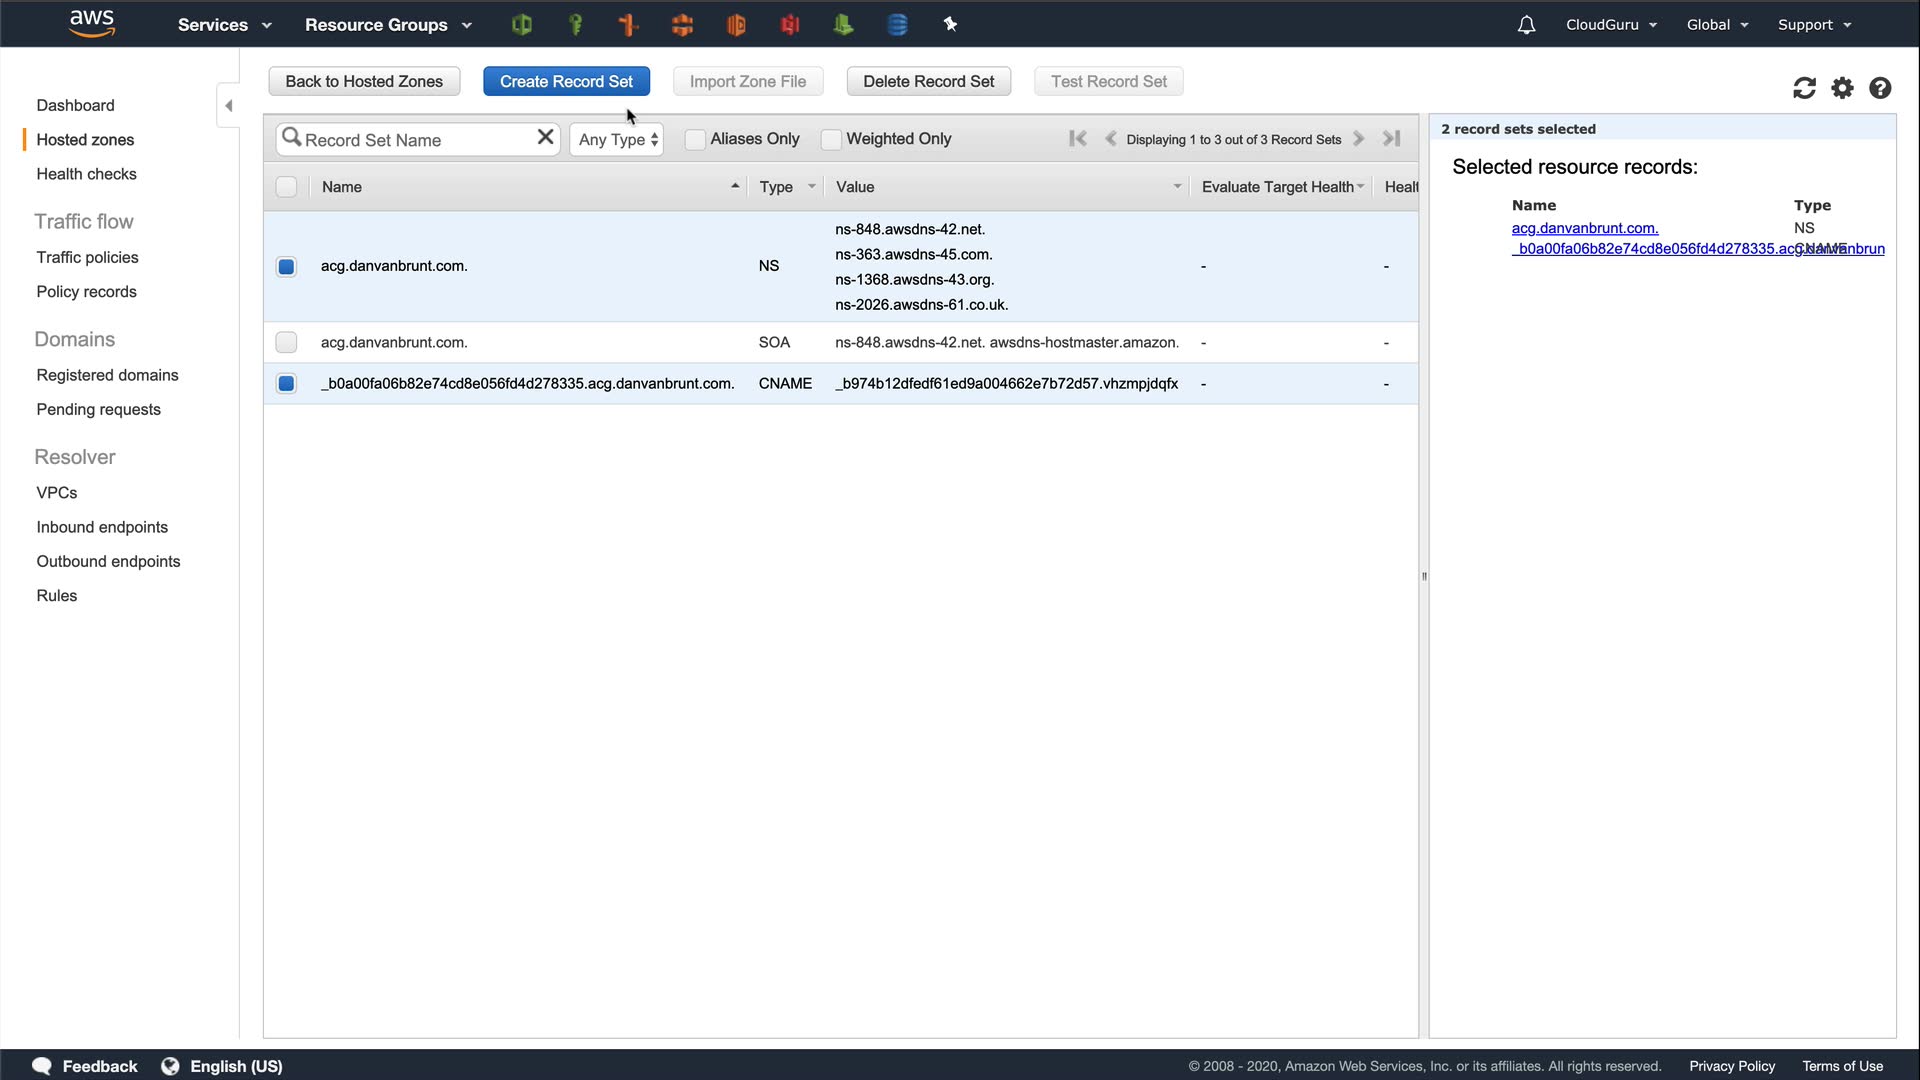 aws
Services
Resource Groups
CloudGuru
Global
Support
Back to Hosted Zones
Create Record Set
Import Zone File
Delete Record Set
Test Record Set
Dashboard
Hosted zones
Health checks
Traffic flow
Traffic policies
Policy records
Domains
Registered domains
Pending requests
Resolver
VPCs
Inbound endpoints
Outbound endpoints
Rules
Record Set Name
Any Type
Aliases Only
Weighted Only
Displaying 1 to 3 out of 3 Record Sets
Name
Type
Value
Evaluate Target Health
Healt
acg.danvanbrunt.com.
NS
ns-848.awsdns-42.net.
ns-363.awsdns-45.com.
ns-1368.awsdns-43.org.
ns-2026.awsdns-61.co.uk.
-
-
acg.danvanbrunt.com.
SOA
ns-848.awsdns-42.net. awsdns-hostmaster.amazon.
-
-
_b0a00fa06b82e74cd8e056fd4d278335.acg.danvanbrunt.com.
CNAME
_b974b12dfedf61ed9a004662e7b72d57.vhzmpjdqfx
-
-
2 record sets selected
Selected resource records:
Name
Type
acg.danvanbrunt.com.
NS
_b0a00fa06b82e74cd8e056fd4d278335.acg.danvanbrun
CNAME
Feedback
English (US)
© 2008 - 2020, Amazon Web Services, Inc. or its affiliates. All rights reserved.
Privacy Policy
Terms of Use